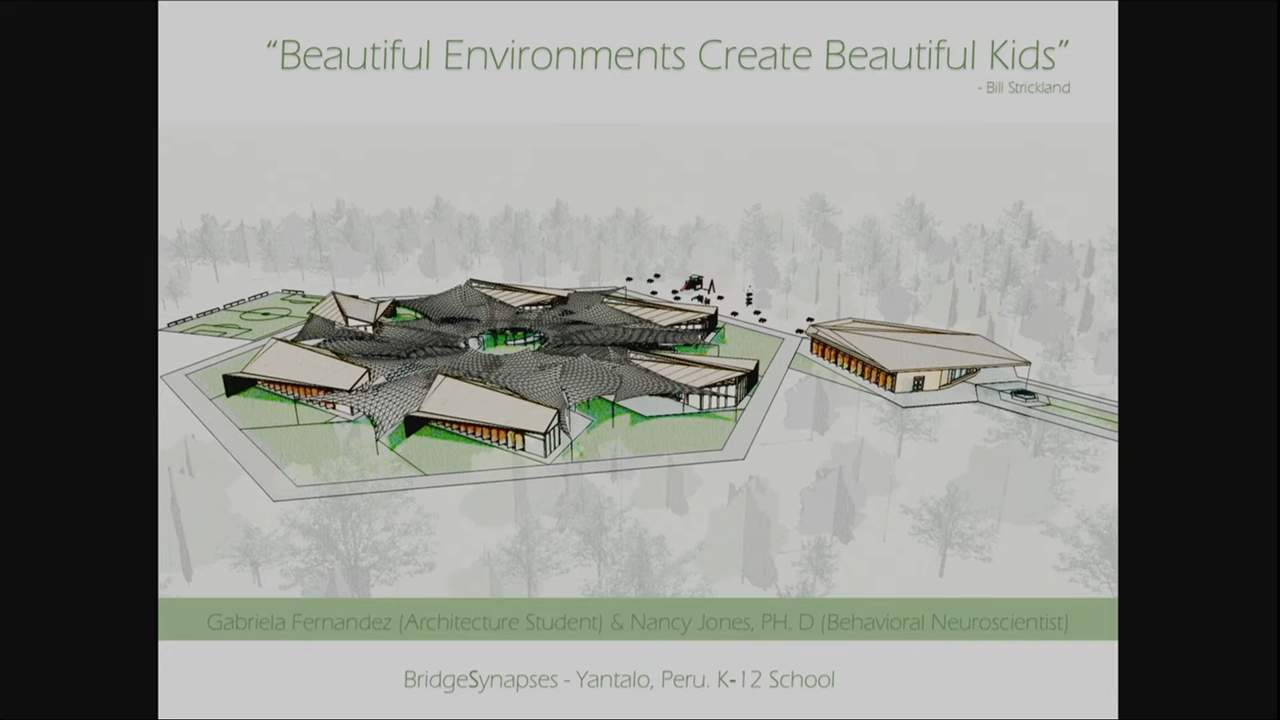 “Beautiful Environments Create Beautiful Kids”
- Bill Strickland
Gabriela Fernandez (Architecture Student) & Nancy Jones, PH. D (Behavioral Neuroscientist)
BridgeSynapses - Yantalo, Peru. K-12 School